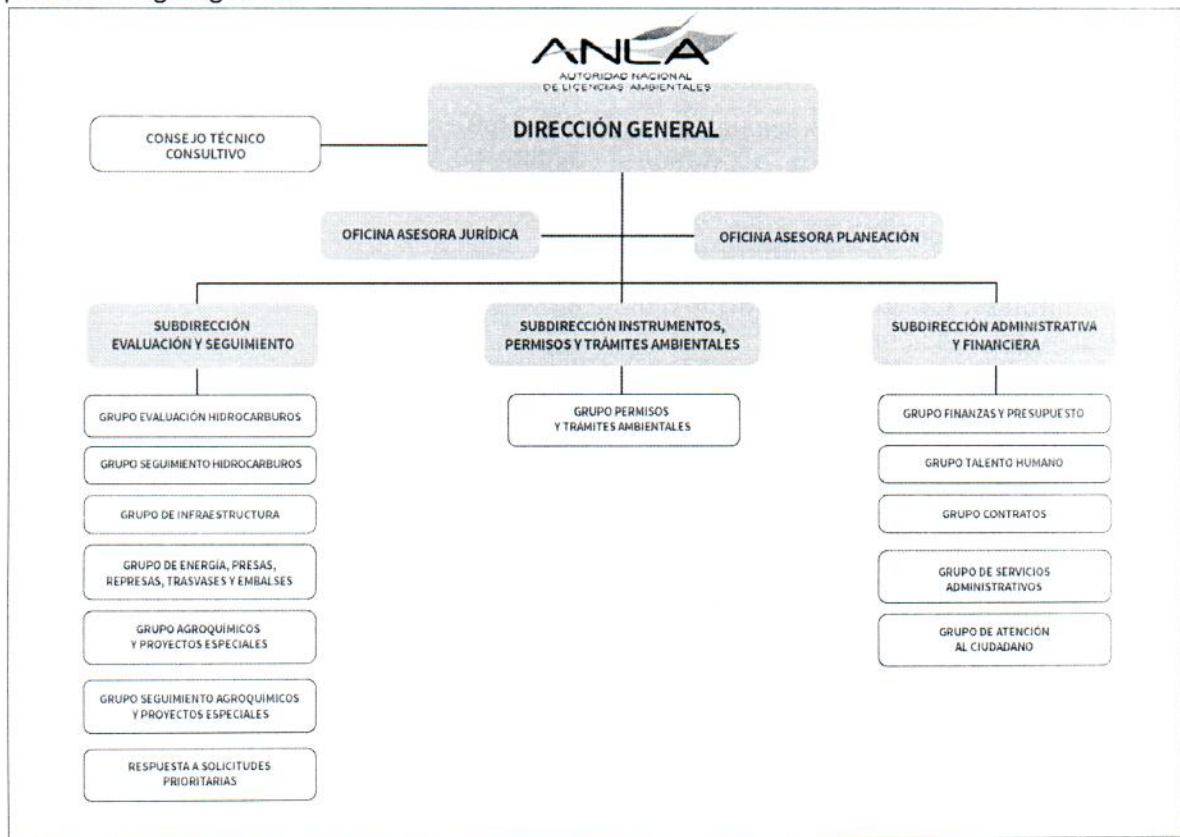 ANLA
AUTORIDAD NACIONAL
DE LICENCIAS AMBIENTALES
DIRECCIÓN GENERAL
CONSEJO TÉCNICO
CONSULTIVO
OFICINA ASESORA JURÍDICA
OFICINA ASESORA PLANEACIÓN
SUBDIRECCIÓN
EVALUACIÓN Y SEGUIMIENTO
GRUPO EVALUACIÓN HIDROCARBUROS
GRUPO SEGUIMIENTO HIDROCARBUROS
GRUPO DE INFRAESTRUCTURA
GRUPO DE ENERGÍA, PRESAS,
REPRESAS, TRASVASES Y EMBALSES
GRUPO AGROQUÍMICOS
Y PROYECTOS ESPECIALES
GRUPO SEGUIMIENTO AGROQUIMICOS
Y PROYECTOS ESPECIALES
RESPUESTA A SOLICITUDES
PRIORITARIAS
SUBDIRECCIÓN INSTRUMENTOS,
PERMISOS Y TRÁMITES AMBIENTALES
GRUPO PERMISOS
Y TRÁMITES AMBIENTALES
SUBDIRECCIÓN ADMINISTRATIVA
Y FINANCIERA
GRUPO FINANZAS Y PRESUPUESTO
GRUPO TALENTO HUMANO
GRUPO CONTRATOS
GRUPO DE SERVICIOS
ADMINISTRATIVOS
GRUPO DE ATENCIÓN
AL CIUDADANO